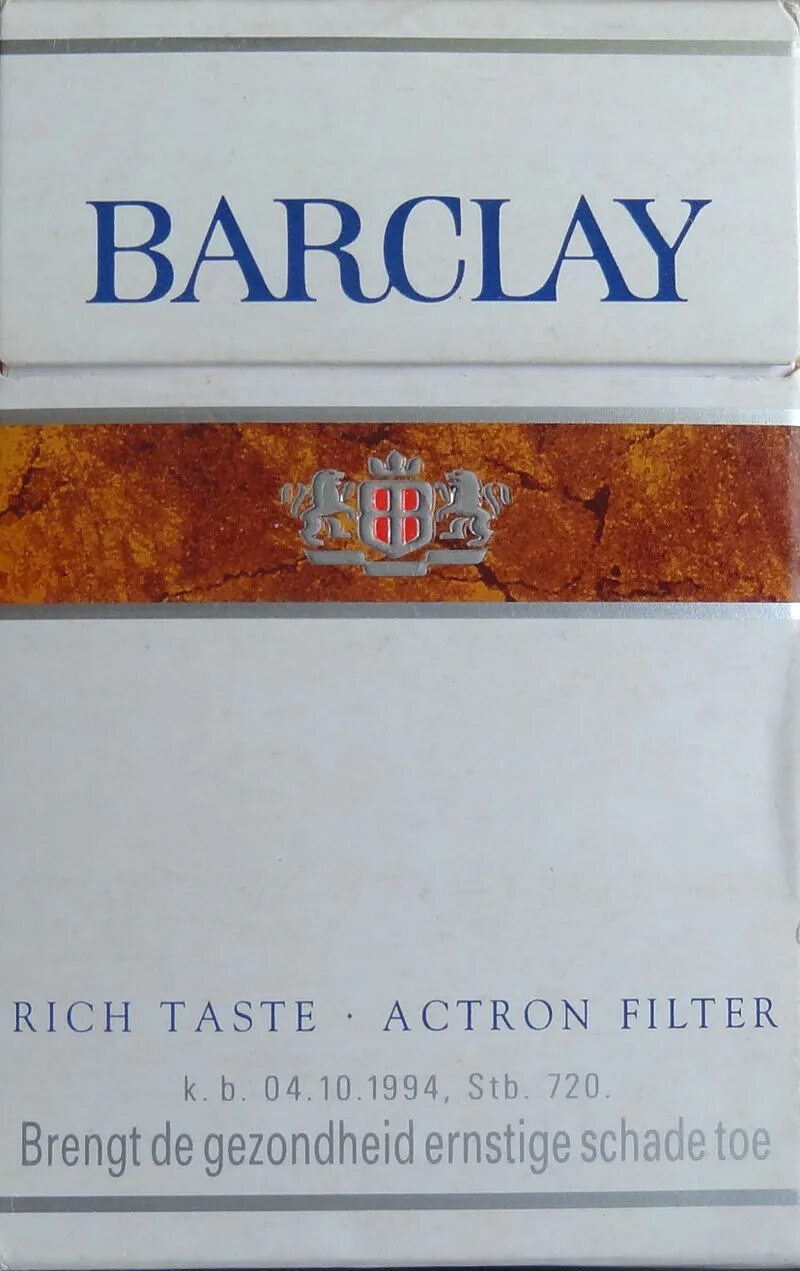 BARCLAY
RICH TASTE · ACTRON FILTER
k. b. 04.10.1994, Stb. 720.
Brengt de gezondheid ernstige schade toe